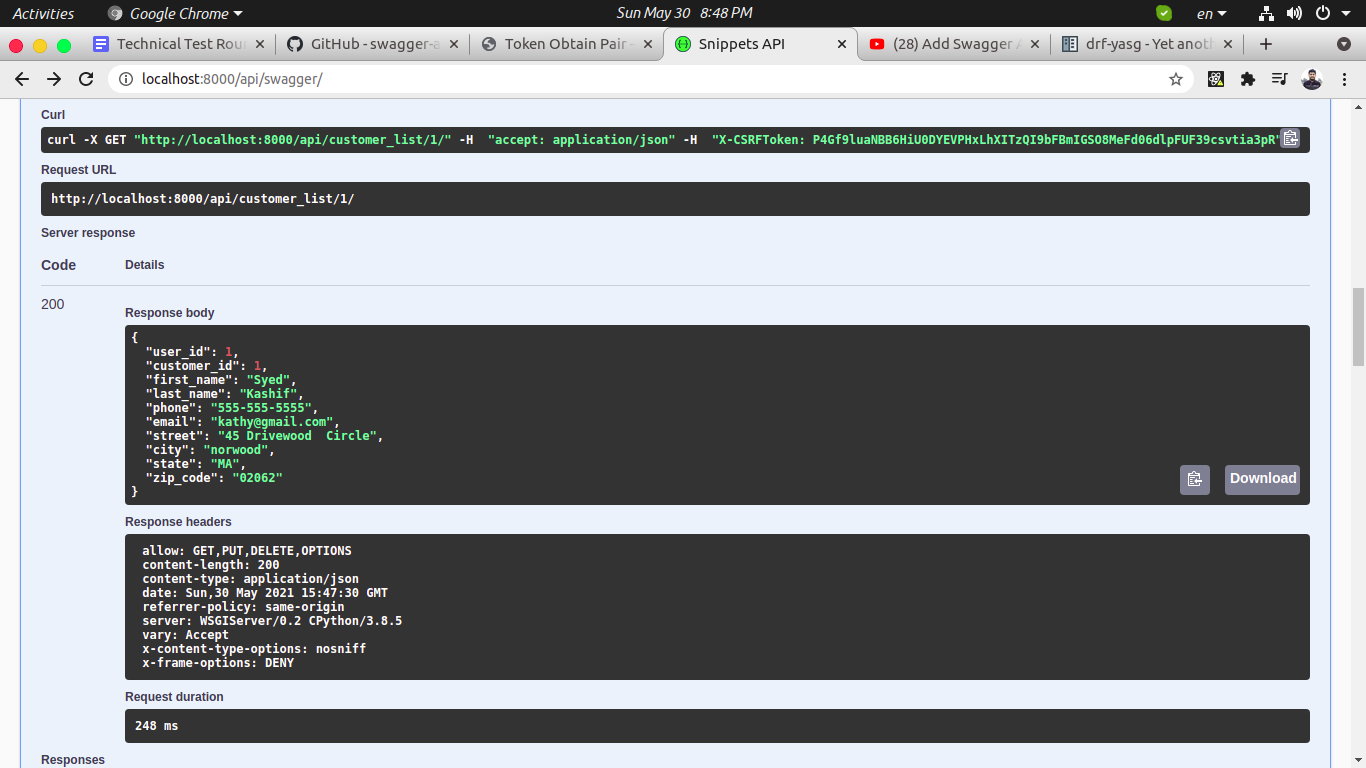 Activities Google Chrome Sun May 30 8:48 PM en
Technical Test Rou GitHub - swagger-a Token Obtain Pair - Snippets API (28) Add Swagger A drf-yasg - Yet anoth
localhost:8000/api/swagger/
Curl
curl -X GET "http://localhost:8000/api/customer_list/1/" -H  "accept: application/json" -H  "X-CSRFToken: P4Gf9luaNBB6HiU0DYEVPHxLhXITzQI9bFBmIGSO8MeFd06dlpFUF39csvtia3pR"
Request URL
http://localhost:8000/api/customer_list/1/
Server response
Code Details
200
Response body
{
  "user_id": 1,
  "customer_id": 1,
  "first_name": "Syed",
  "last_name": "Kashif",
  "phone": "555-555-5555",
  "email": "kathy@gmail.com",
  "street": "45 Drivewood  Circle",
  "city": "norwood",
  "state": "MA",
  "zip_code": "02062"
}
Download
Response headers
allow: GET,PUT,DELETE,OPTIONS
content-length: 200
content-type: application/json
date: Sun,30 May 2021 15:47:30 GMT
referrer-policy: same-origin
server: WSGIServer/0.2 CPython/3.8.5
vary: Accept
x-content-type-options: nosniff
x-frame-options: DENY
Request duration
248 ms
Responses